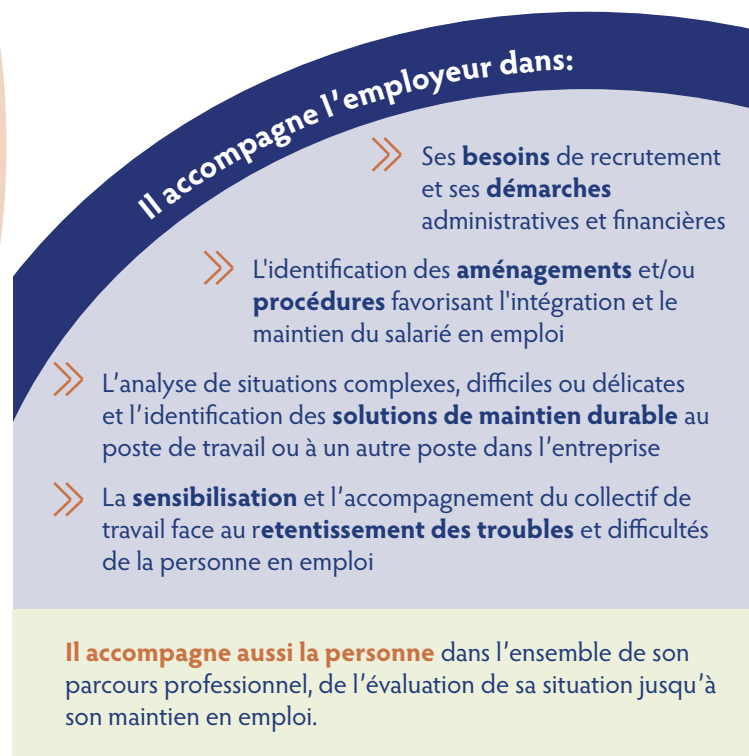 Il accompagne l’employeur dans:
Ses besoins de recrutement
et ses démarches
administratives et financières
L'identification des aménagements et/ou
procédures favorisant l'intégration et le
maintien du salarié en emploi
L’analyse de situations complexes, difficiles ou délicates
et l’identification des solutions de maintien durable au
poste de travail ou à un autre poste dans l’entreprise
La sensibilisation et l’accompagnement du collectif de
travail face au retentissement des troubles et difficultés
de la personne en emploi
Il accompagne aussi la personne dans l’ensemble de son
parcours professionnel, de l’évaluation de sa situation jusqu’à
son maintien en emploi.